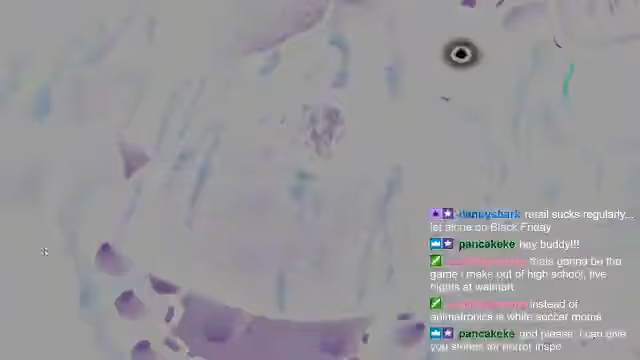 dannyshark retail sucks regularly...
let alone on Black Friday
pancakeke hey buddy!!!
thats gonna be the
game i make out of high school, five
nights at walmart
instead of
animatronics is white soccer moms
pancakeke god please, i can give
you stories for horror inspo